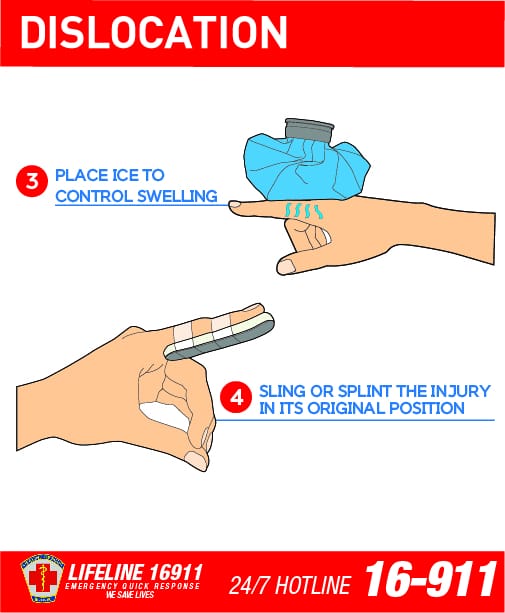 DISLOCATION
3
PLACE ICE TO
CONTROL SWELLING
4
SLING OR SPLINT THE INJURY
IN ITS ORIGINAL POSITION
LIFELINE 16911
EMERGENCY QUICK RESPONSE
WE SAVE LIVES
24/7 HOTLINE 16-911